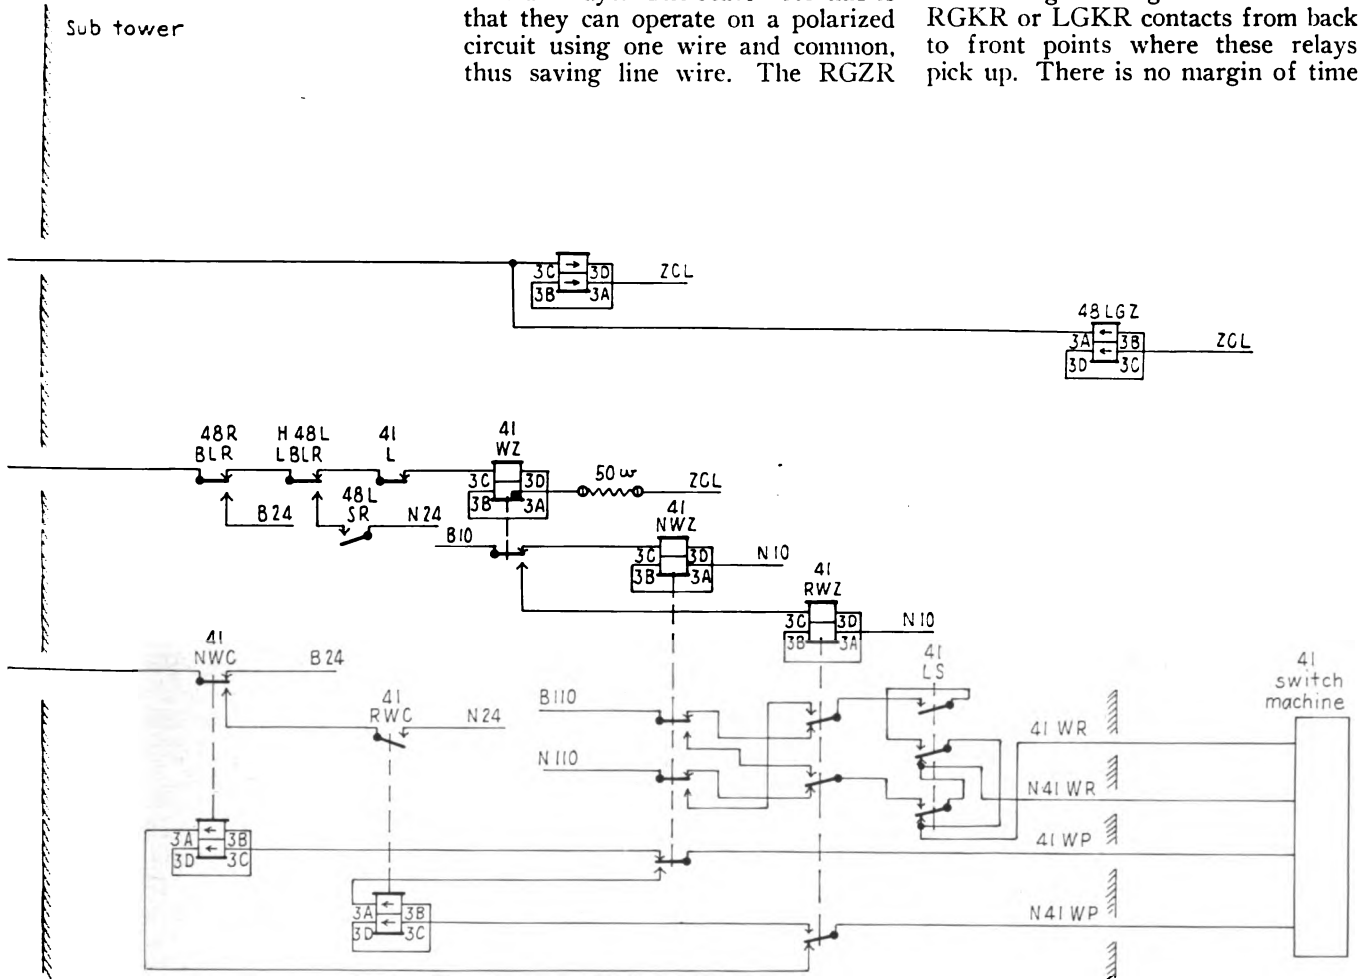 that they can operate on a polarized
circuit using one wire and common,
thus saving line wire. The RGZR
RGKR or LGKR contacts from back
to front points where these relays
pick up. There is no margin of time
Sub tower
3C 3D ZCL
3B 3A
48 LGZ
3A 3B ZCL
3D 3C
48R H 48L 41 41
BLR L BLR L WZ
3C 3D 50 ω ZCL
3B 3A
48L
B24 SR N24
41
NWZ
B10 3C 3D N10
3B 3A
41
RWZ
3C 3D N10
3B 3A
41
NWC B24
41
RWC N24
41
LS
B110
N110
41
switch
machine
41 WR
N41 WR
41 WP
N41 WP
3A 3B
3D 3C
3A 3B
3D 3C